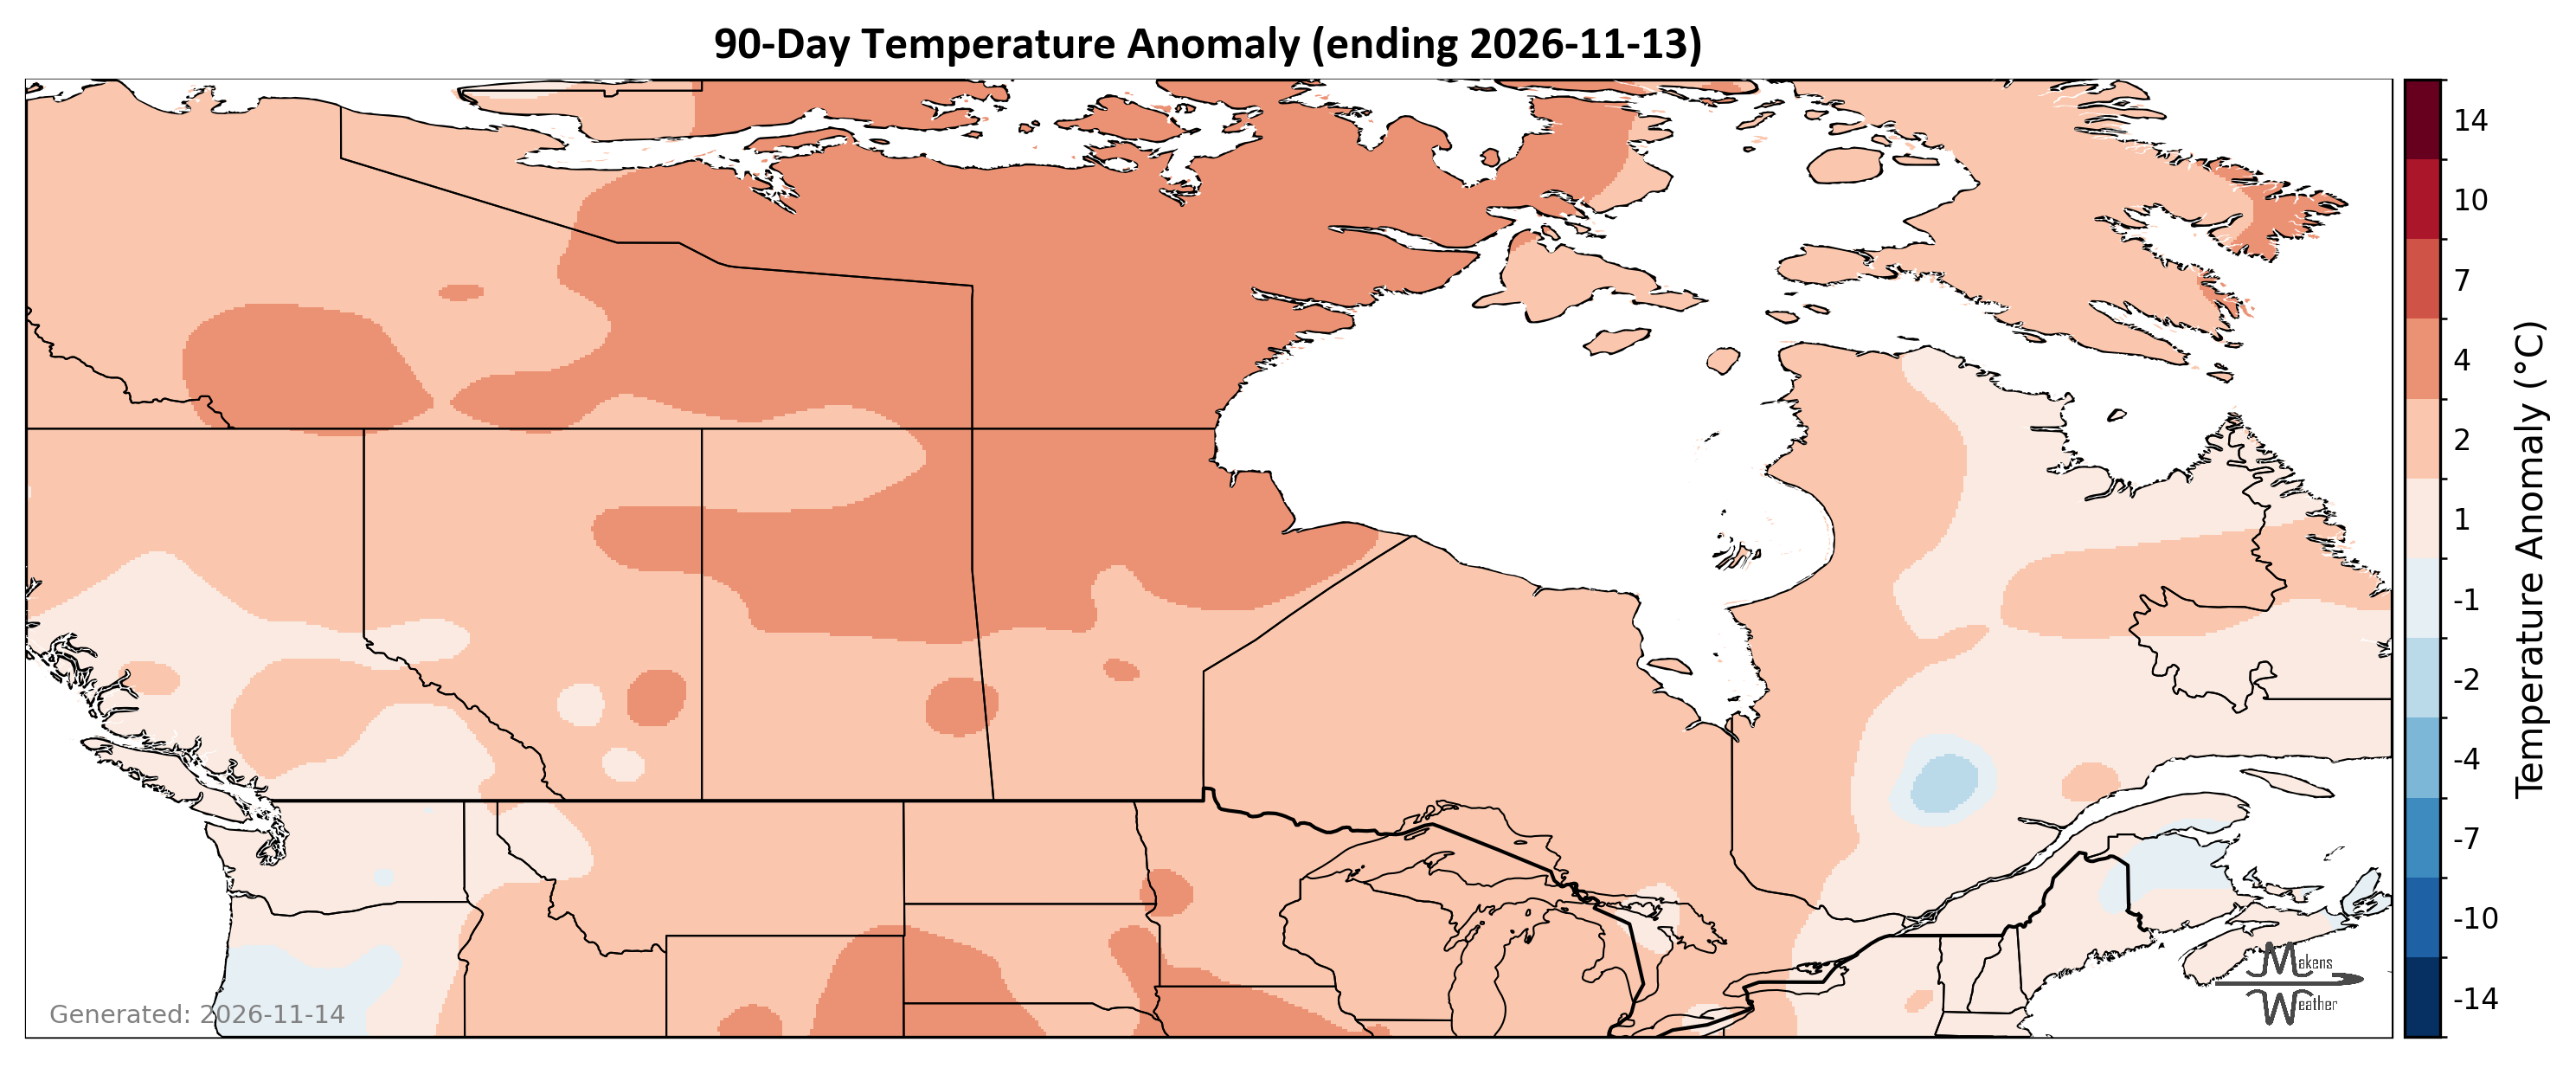 90-Day Temperature Anomaly (ending 2026-11-13)
14
10
7
4
2
1
-1
-2
-4
-7
-10
-14
Temperature Anomaly (°C)
Makens
Weather
Generated: 2026-11-14